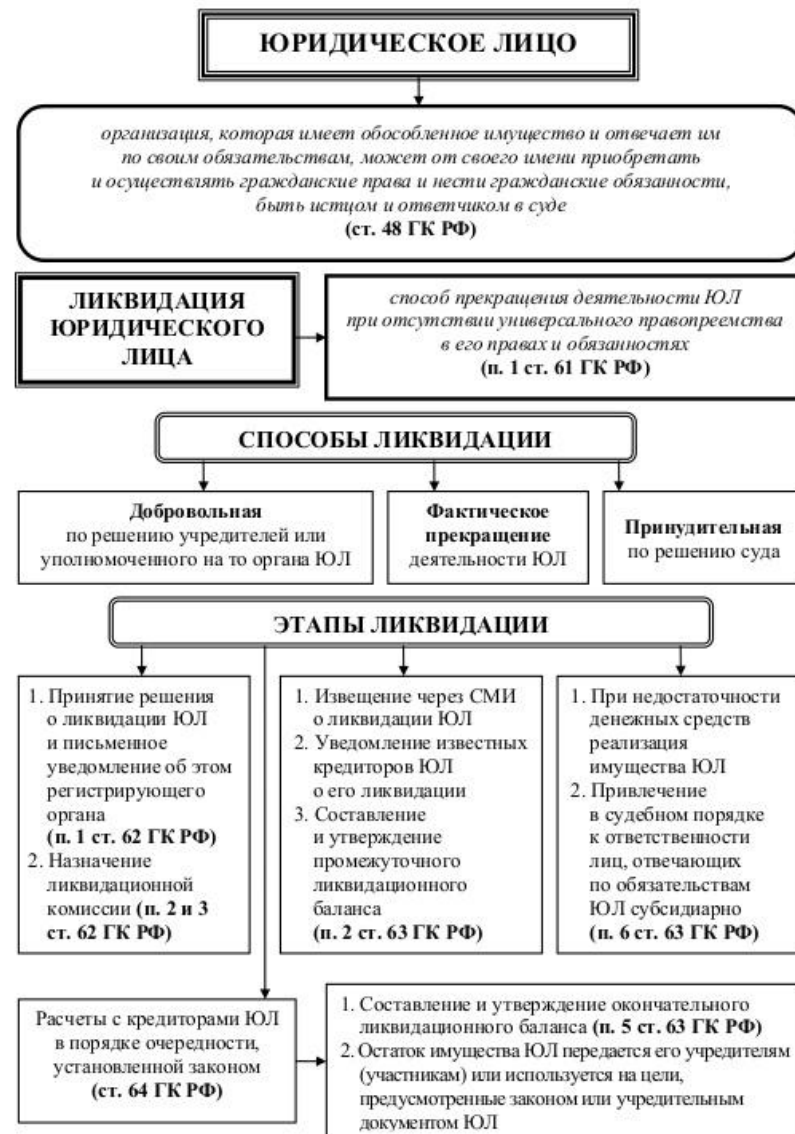 ЮРИДИЧЕСКОЕ ЛИЦО
организация, которая имеет обособленное имущество и отвечает им
по своим обязательствам, может от своего имени приобретать
и осуществлять гражданские права и нести гражданские обязанности,
быть истцом и ответчиком в суде
(ст. 48 ГК РФ)
ЛИКВИДАЦИЯ
ЮРИДИЧЕСКОГО
ЛИЦА
способ прекращения деятельности ЮЛ
при отсутствии универсального правопреемства
в его правах и обязанностях
(п. 1 ст. 61 ГК РФ)
СПОСОБЫ ЛИКВИДАЦИИ
Добровольная
по решению учредителей или
уполномоченного на то органа ЮЛ
Фактическое
прекращение
деятельности ЮЛ
Принудительная
по решению суда
ЭТАПЫ ЛИКВИДАЦИИ
1. Принятие решения
о ликвидации ЮЛ
и письменное
уведомление об этом
регистрирующего
органа
(п. 1 ст. 62 ГК РФ)
2. Назначение
ликвидационной
комиссии (п. 2 и 3
ст. 62 ГК РФ)
1. Извещение через СМИ
о ликвидации ЮЛ
2. Уведомление известных
кредиторов ЮЛ
о его ликвидации
3. Составление
и утверждение
промежуточного
ликвидационного
баланса
(п. 2 ст. 63 ГК РФ)
1. При недостаточности
денежных средств
реализация
имущества ЮЛ
2. Привлечение
в судебном порядке
к ответственности
лиц, отвечающих
по обязательствам
ЮЛ субсидиарно
(п. 6 ст. 63 ГК РФ)
Расчеты с кредиторами ЮЛ
в порядке очередности,
установленной законом
(ст. 64 ГК РФ)
1. Составление и утверждение окончательного
ликвидационного баланса (п. 5 ст. 63 ГК РФ)
2. Остаток имущества ЮЛ передается его учредителям
(участникам) или используется на цели,
предусмотренные законом или учредительным
документом ЮЛ